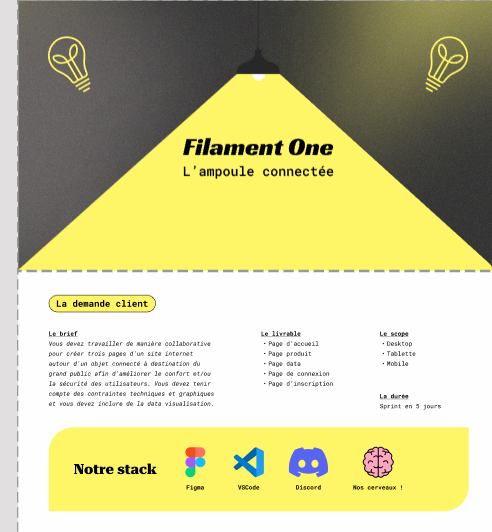 Filament One
L'ampoule connectée
La demande client
Le brief
Vous devez travailler de manière collaborative
pour créer trois pages d'un site internet
autour d'un objet connecté à destination du
grand public afin d'améliorer le confort et/ou
la sécurité des utilisateurs. Vous devez tenir
compte des contraintes techniques et graphiques
et vous devez inclure de la data visualisation.
Le livrable
· Page d'accueil
· Page produit
· Page data
· Page de connexion
· Page d'inscription
Le scope
· Desktop
· Tablette
· Mobile
La durée
Sprint en 5 jours
Notre stack
Figma
VSCode
Discord
Nos cerveaux !